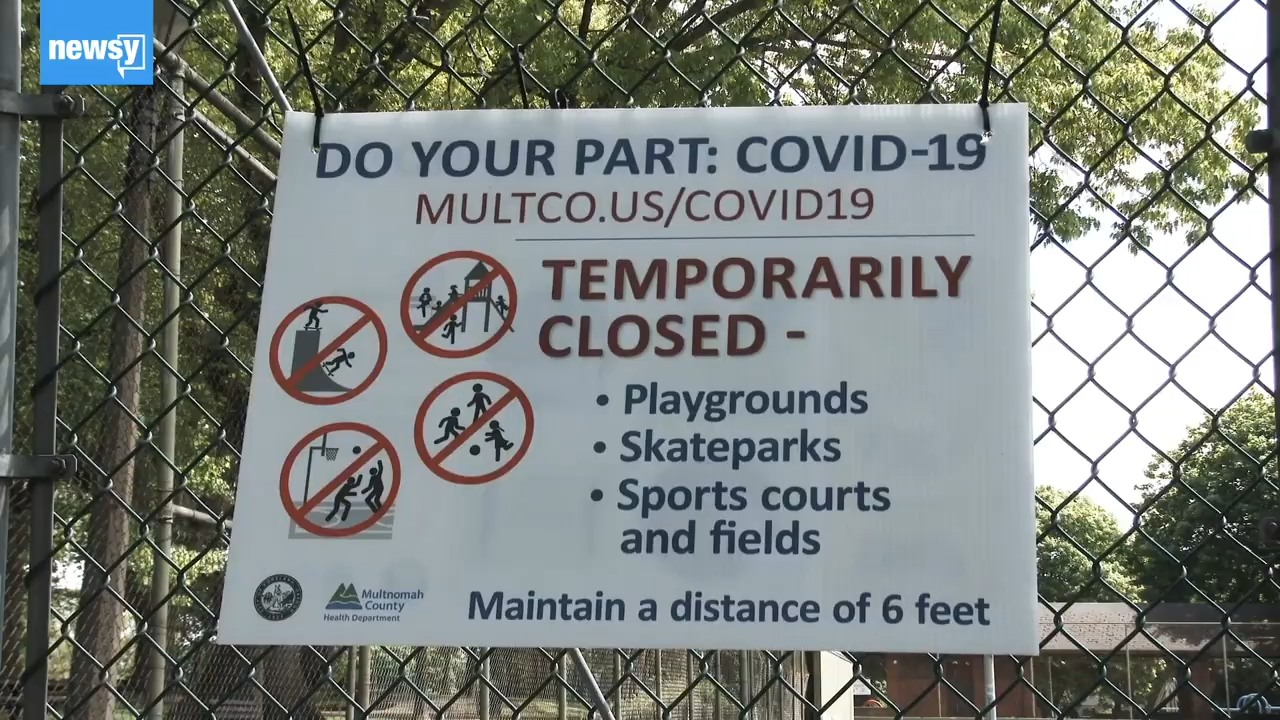 newsy
DO YOUR PART: COVID-19
MULTCO.US/COVID19
TEMPORARILY
CLOSED -
• Playgrounds
• Skateparks
• Sports courts
and fields
Multnomah
County
Health Department
Maintain a distance of 6 feet